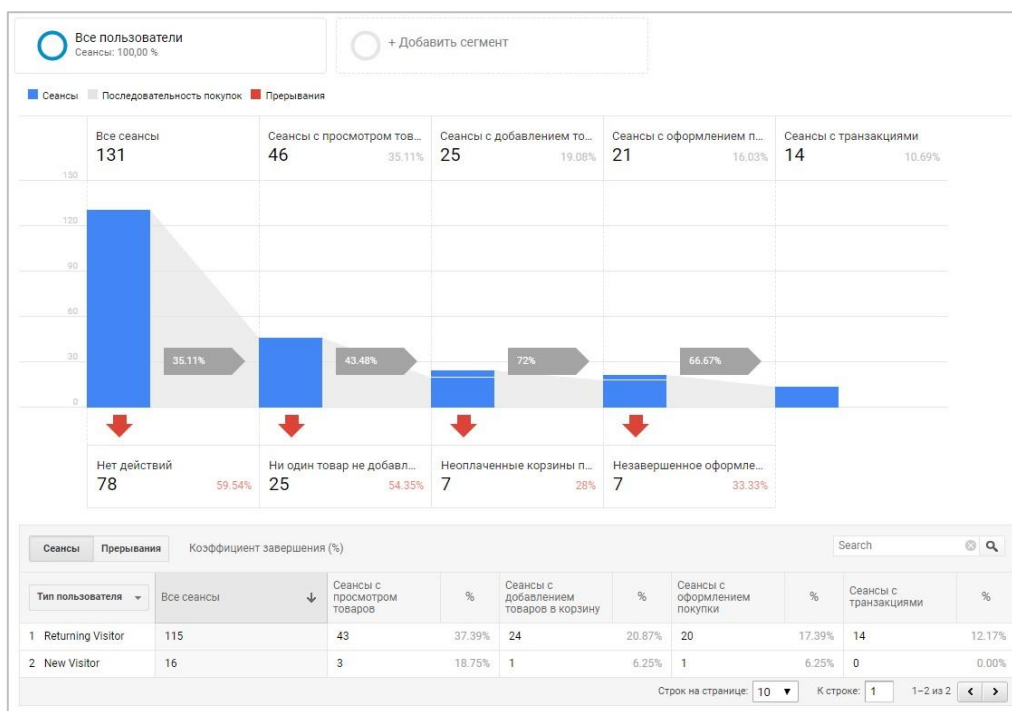 Все пользователи
Сеансы: 100,00 %
+ Добавить сегмент
Сеансы Последовательность покупок Прерывания
Все сеансы
131
Сеансы с просмотром тов...
46 35.11%
Сеансы с добавлением то...
25 19.08%
Сеансы с оформлением п...
21 16.03%
Сеансы с транзакциями
14 10.69%
150
120
90
60
30
0
35.11% 43.48% 72% 66.67%
Нет действий
78 59.54%
Ни один товар не добавл...
25 54.35%
Неоплаченные корзины п...
7 28%
Незавершенное оформле...
7 33.33%
Сеансы Прерывания Коэффициент завершения (%) Search
Тип пользователя Все сеансы
Сеансы с
просмотром
товаров
%
Сеансы с
добавлением
товаров в корзину
%
Сеансы с
оформлением
покупки
%
Сеансы с
транзакциями
%
1 Returning Visitor 115 43 37.39% 24 20.87% 20 17.39% 14 12.17%
2 New Visitor 16 3 18.75% 1 6.25% 1 6.25% 0 0.00%
Строк на странице: 10 К строке: 1 1–2 из 2